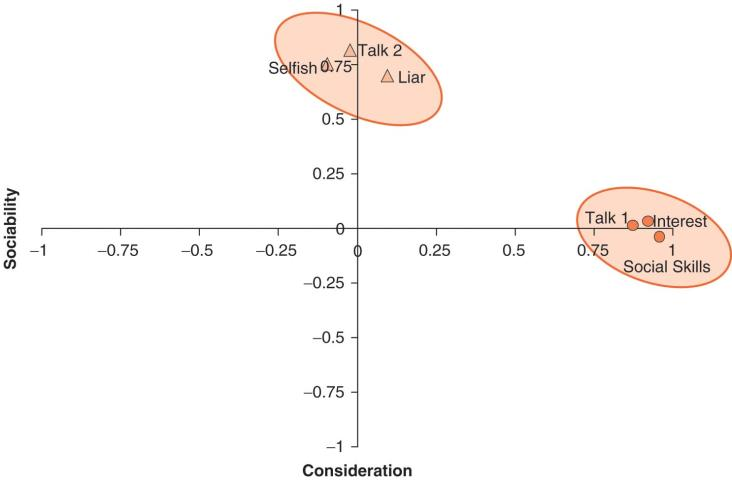 1
Talk 2
Selfish 0.75
Liar
0.5
0.25
Sociability
Talk 1 Interest
0
−1 −0.75 −0.5 −0.25 0 0.25 0.5 0.75 1
Social Skills
−0.25
−0.5
−0.75
−1
Consideration